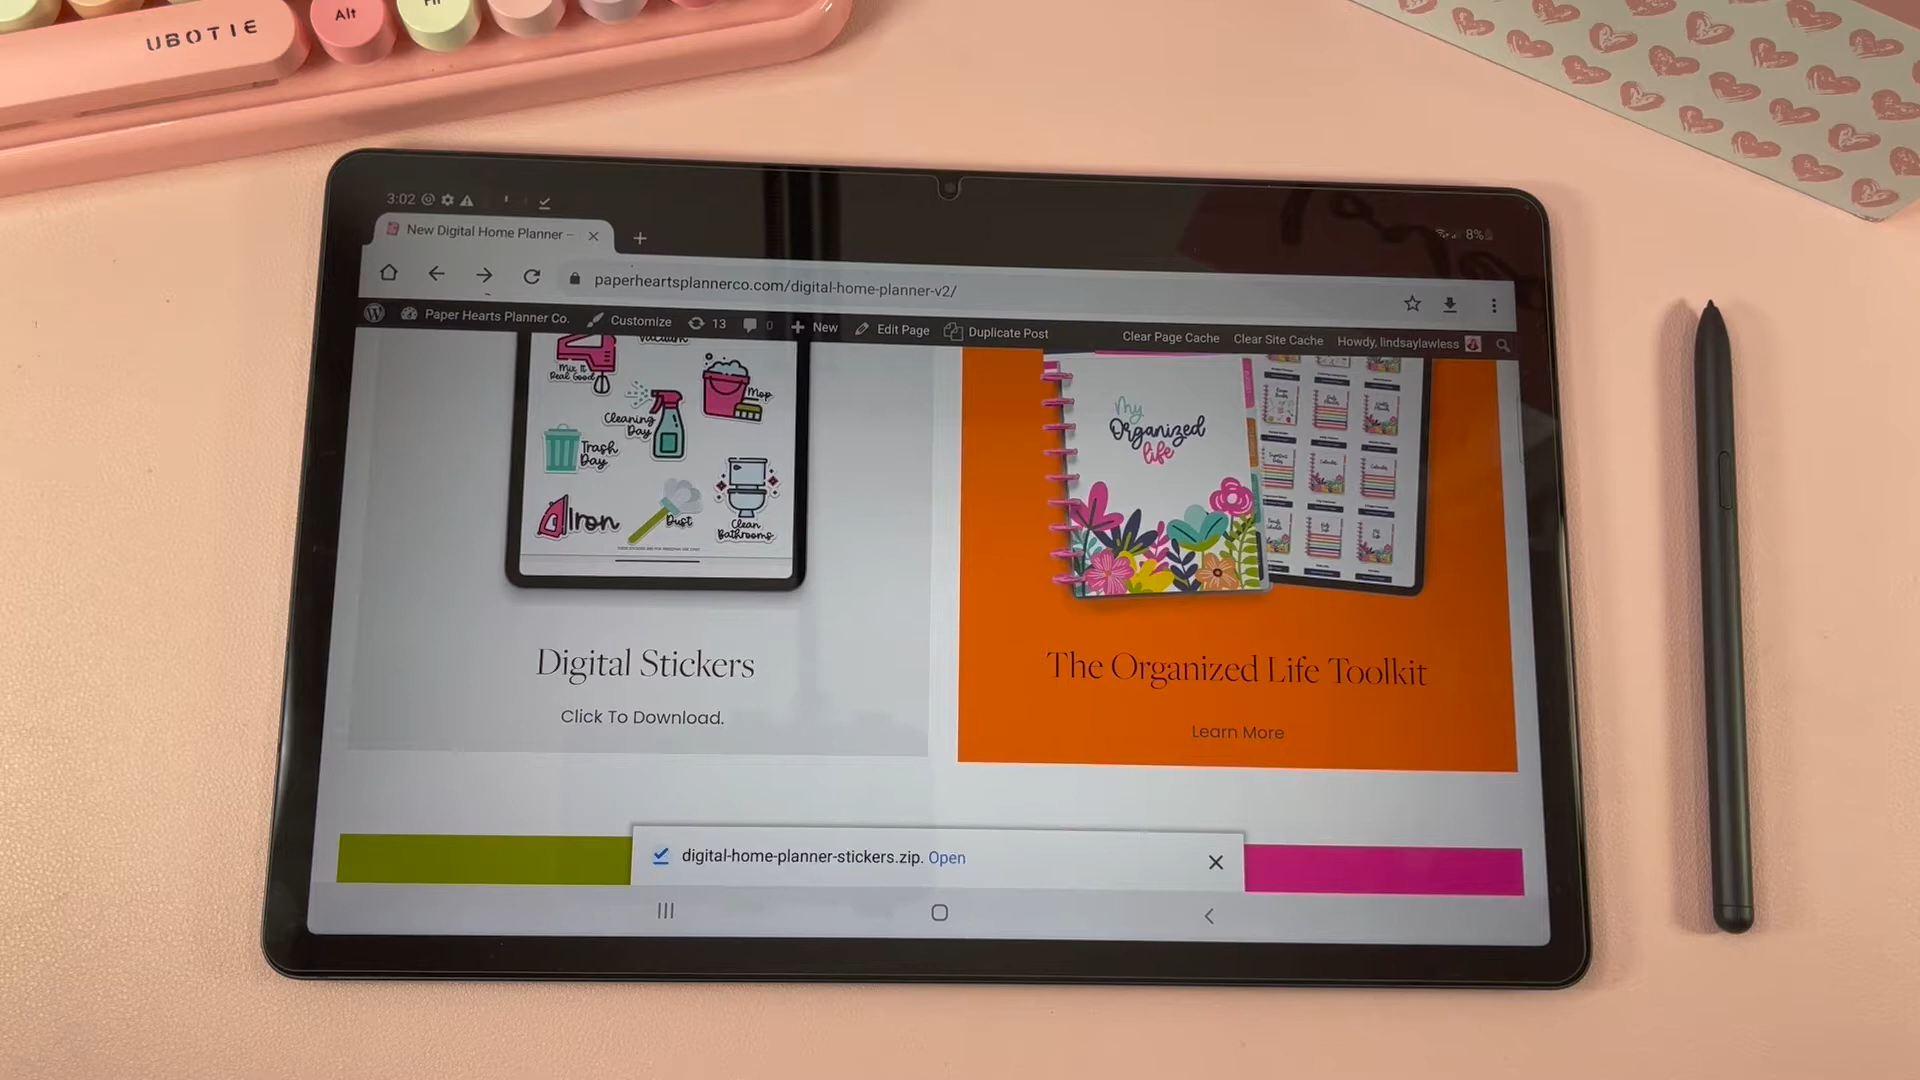 UBOTIE
Alt
3:02
8%
New Digital Home Planner –
paperheartsplannerco.com/digital-home-planner-v2/
Paper Hearts Planner Co. Customize 13 0 New Edit Page Duplicate Post Clear Page Cache Clear Site Cache Howdy, lindsaylawless
Vacuum
Mix It
Real Good
Mop
Cleaning
Day
Trash
Day
Iron
Dust
Clean
Bathrooms
My
Organized
life
Digital Stickers
Click To Download.
The Organized Life Toolkit
Learn More
digital-home-planner-stickers.zip. Open